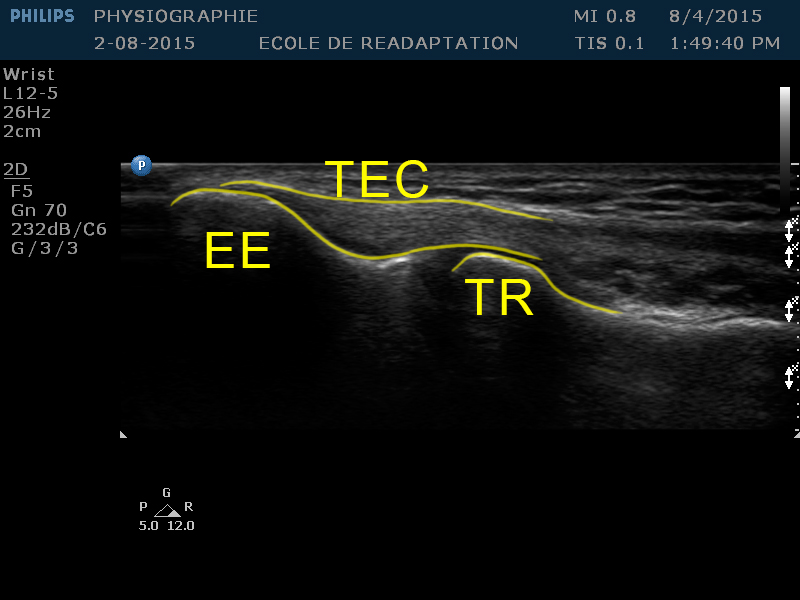 PHILIPS PHYSIOGRAPHIE MI 0.8 8/4/2015
2-08-2015 ECOLE DE READAPTATION TIS 0.1 1:49:40 PM
Wrist
L12-5
26Hz
2cm
2D
F5
Gn 70
232dB/C6
G/3/3
P
TEC
EE
TR
G
P R
5.0 12.0